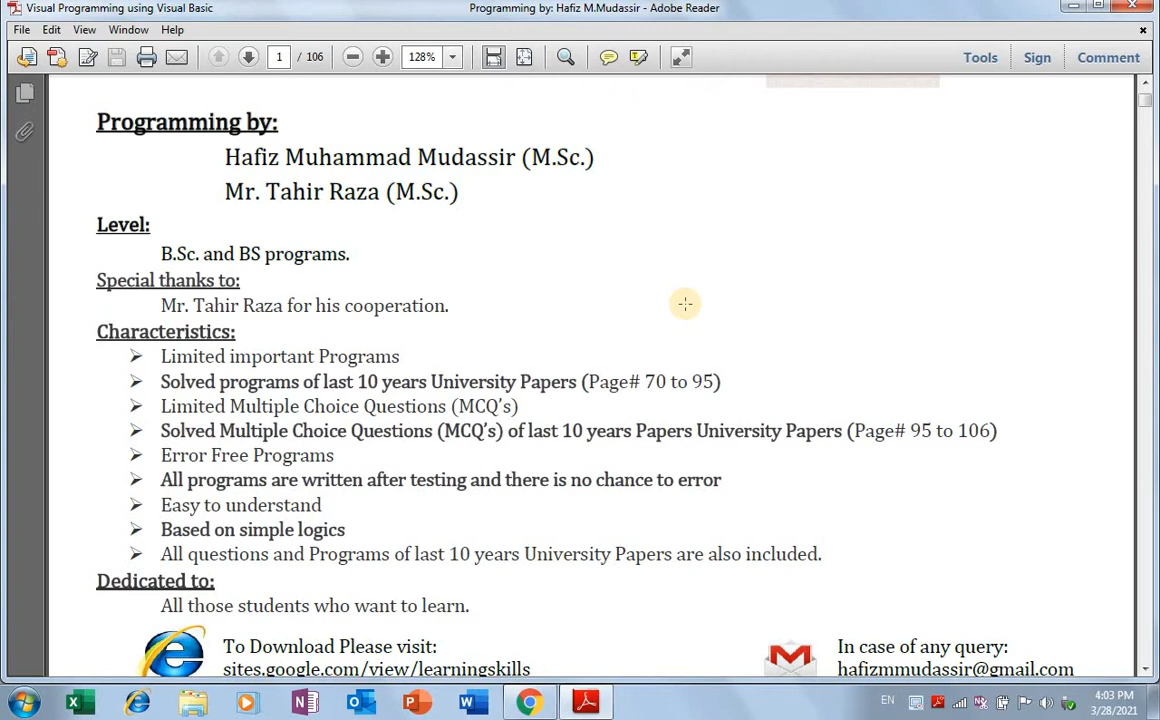 Visual Programming using Visual Basic
Programming by: Hafiz M.Mudassir - Adobe Reader
File Edit View Window Help
1 / 106 128% Tools Sign Comment
Programming by:
Hafiz Muhammad Mudassir (M.Sc.)
Mr. Tahir Raza (M.Sc.)
Level:
B.Sc. and BS programs.
Special thanks to:
Mr. Tahir Raza for his cooperation.
Characteristics:
Limited important Programs
Solved programs of last 10 years University Papers (Page# 70 to 95)
Limited Multiple Choice Questions (MCQ's)
Solved Multiple Choice Questions (MCQ's) of last 10 years Papers University Papers (Page# 95 to 106)
Error Free Programs
All programs are written after testing and there is no chance to error
Easy to understand
Based on simple logics
All questions and Programs of last 10 years University Papers are also included.
Dedicated to:
All those students who want to learn.
To Download Please visit:
sites.google.com/view/learningskills
In case of any query:
hafizmmudassir@gmail.com
EN
4:03 PM
3/28/2021